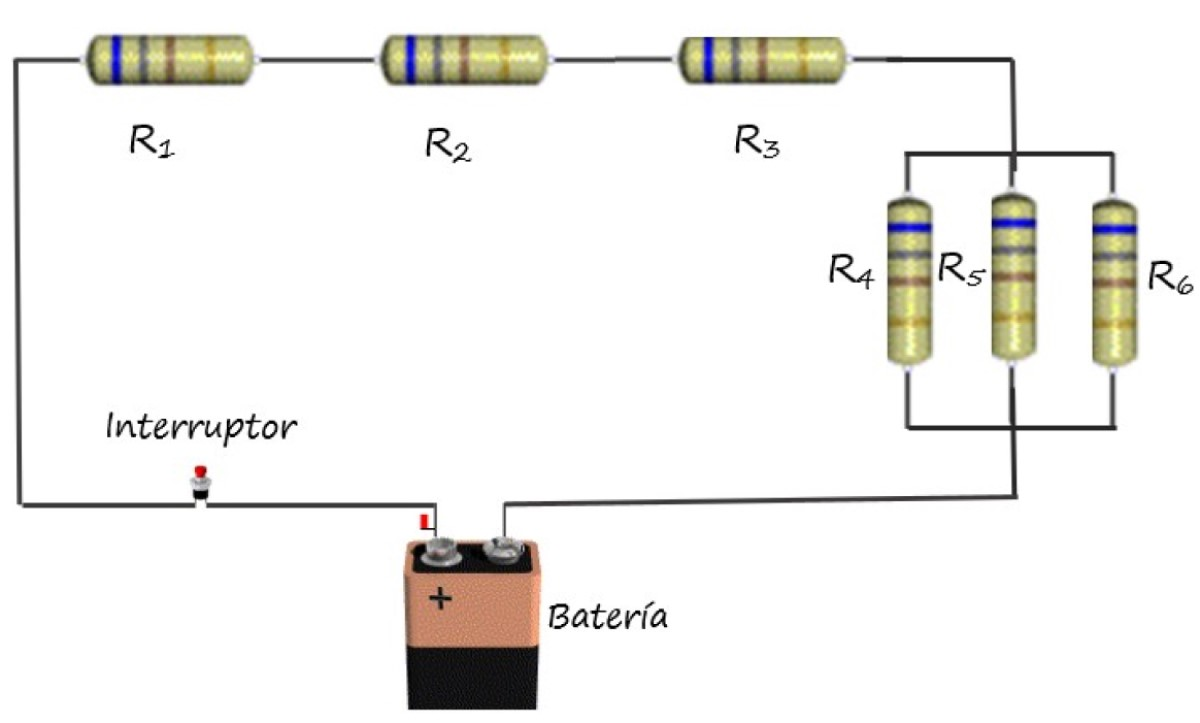 R1
R2
R3
R4
R5
R6
Interruptor
+
Batería